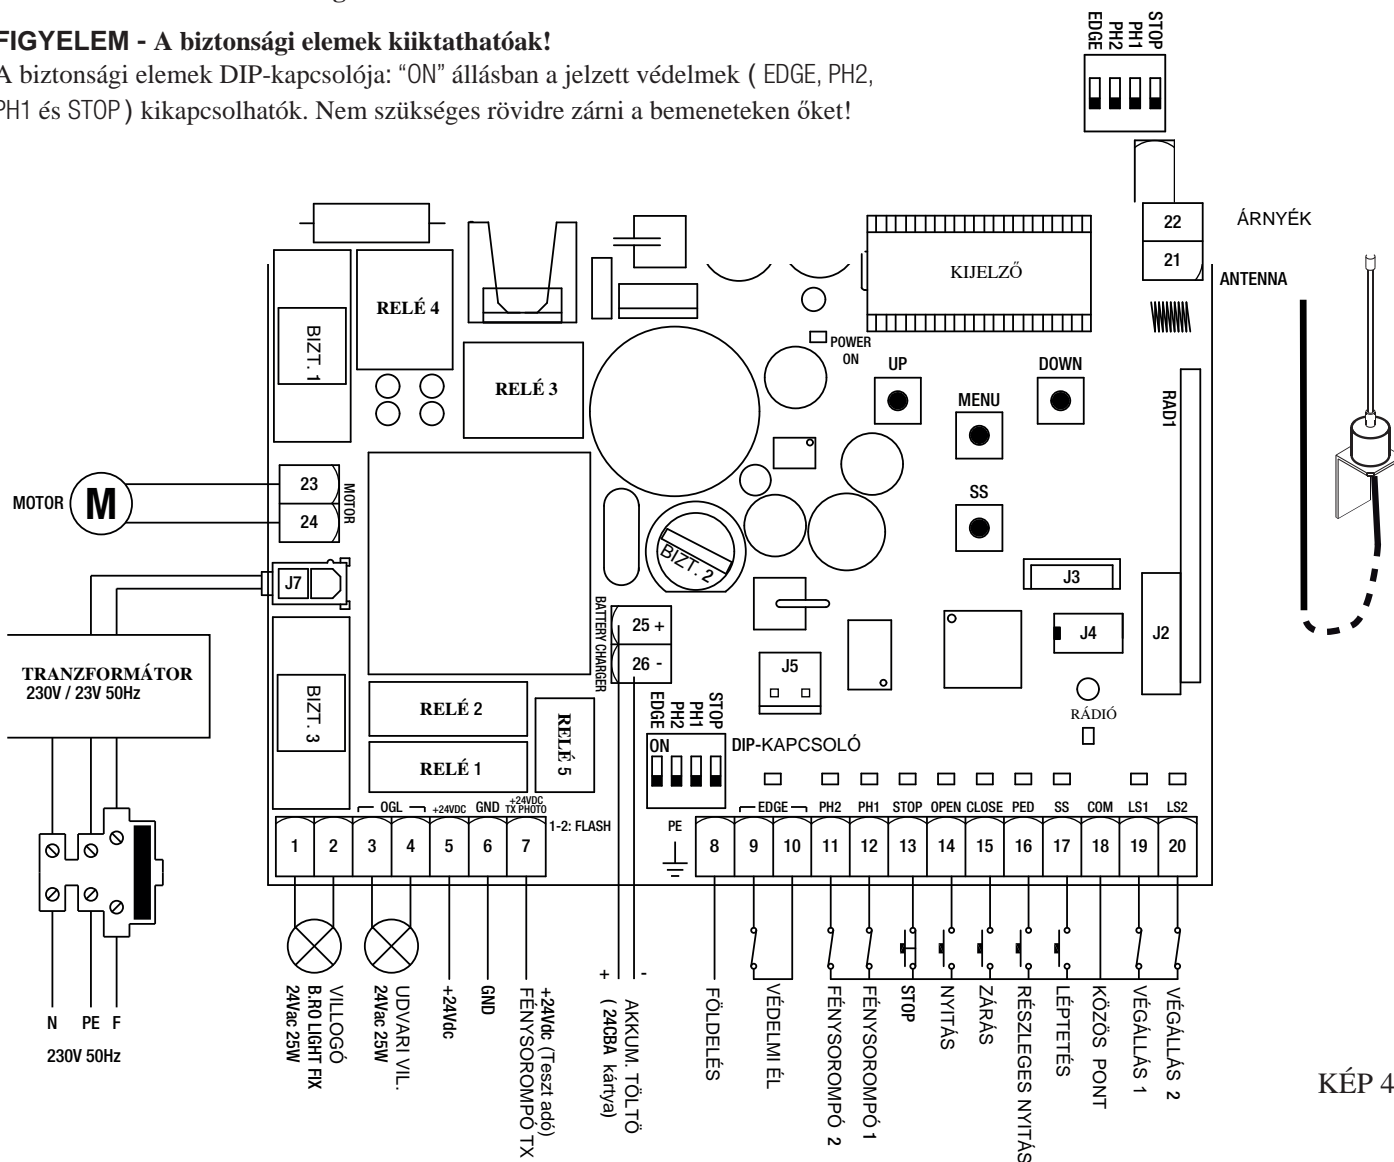 FIGYELEM - A biztonsági elemek kiiktathatóak!
A biztonsági elemek DIP-kapcsolója: “ON” állásban a jelzett védelmek ( EDGE, PH2,
PH1 és STOP ) kikapcsolhatók. Nem szükséges rövidre zárni a bemeneteken őket!
EDGE
PH2
PH1
STOP
22
ÁRNYÉK
21
ANTENNA
KIJELZŐ
BIZT. 1
RELÉ 4
RELÉ 3
POWER
ON
UP
DOWN
MENU
SS
RAD1
MOTOR
M
23
24
MOTOR
J7
BIZT. 2
J3
J4
J2
J5
RÁDIÓ
BATTERY CHARGER
25 +
26 -
TRANZFORMÁTOR
230V / 23V 50Hz
BIZT. 3
RELÉ 2
RELÉ 1
RELÉ 5
EDGE
PH2
PH1
STOP
ON
DIP-KAPCSOLÓ
OGL
+24VDC
GND
+24VDC
TX PHOTO
1-2: FLASH
PE
EDGE
PH2
PH1
STOP
OPEN
CLOSE
PED
SS
COM
LS1
LS2
1
2
3
4
5
6
7
8
9
10
11
12
13
14
15
16
17
18
19
20
N
PE
F
230V 50Hz
VILLOGÓ
B.RO LIGHT FIX
24Vac 25W
UDVARI VIL.
24Vac 25W
+24Vdc
GND
+24Vdc (Teszt adó)
FÉNYSOROMPÓ TX
+
-
AKKUM. TÖLTÖ
( 24CBA kártya)
FÖLDELÉS
VÉDELMI ÉL
FÉNYSOROMPÓ 2
FÉNYSOROMPÓ 1
STOP
NYITÁS
ZÁRÁS
RÉSZLEGES NYITÁS
LÉPTETÉS
KÖZÖS PONT
VÉGÁLLÁS 1
VÉGÁLLÁS 2
KÉP 4